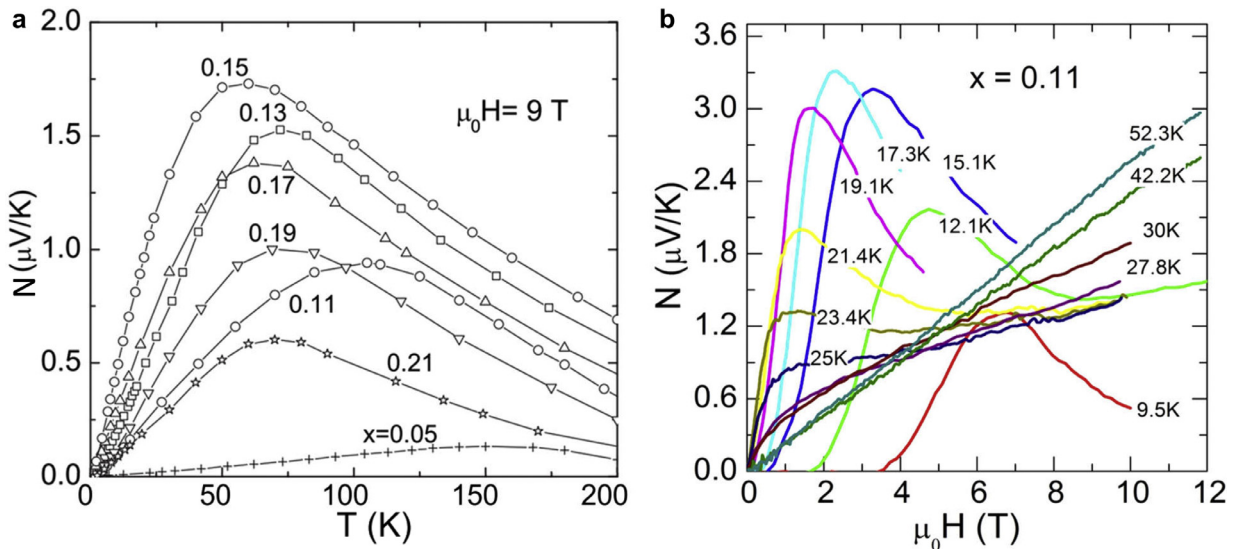 a
N (μV/K)
2.0
1.5
1.0
0.5
0.0
0.15
0.13
0.17
0.19
0.11
0.21
x=0.05
μ₀H= 9 T
0
50
100
150
200
T (K)
b
N (μV/K)
3.6
3.0
2.4
1.8
1.2
0.6
0.0
x = 0.11
52.3K
17.3K
15.1K
42.2K
19.1K
12.1K
30K
21.4K
27.8K
23.4K
25K
9.5K
0
2
4
6
8
10
12
μ₀H (T)